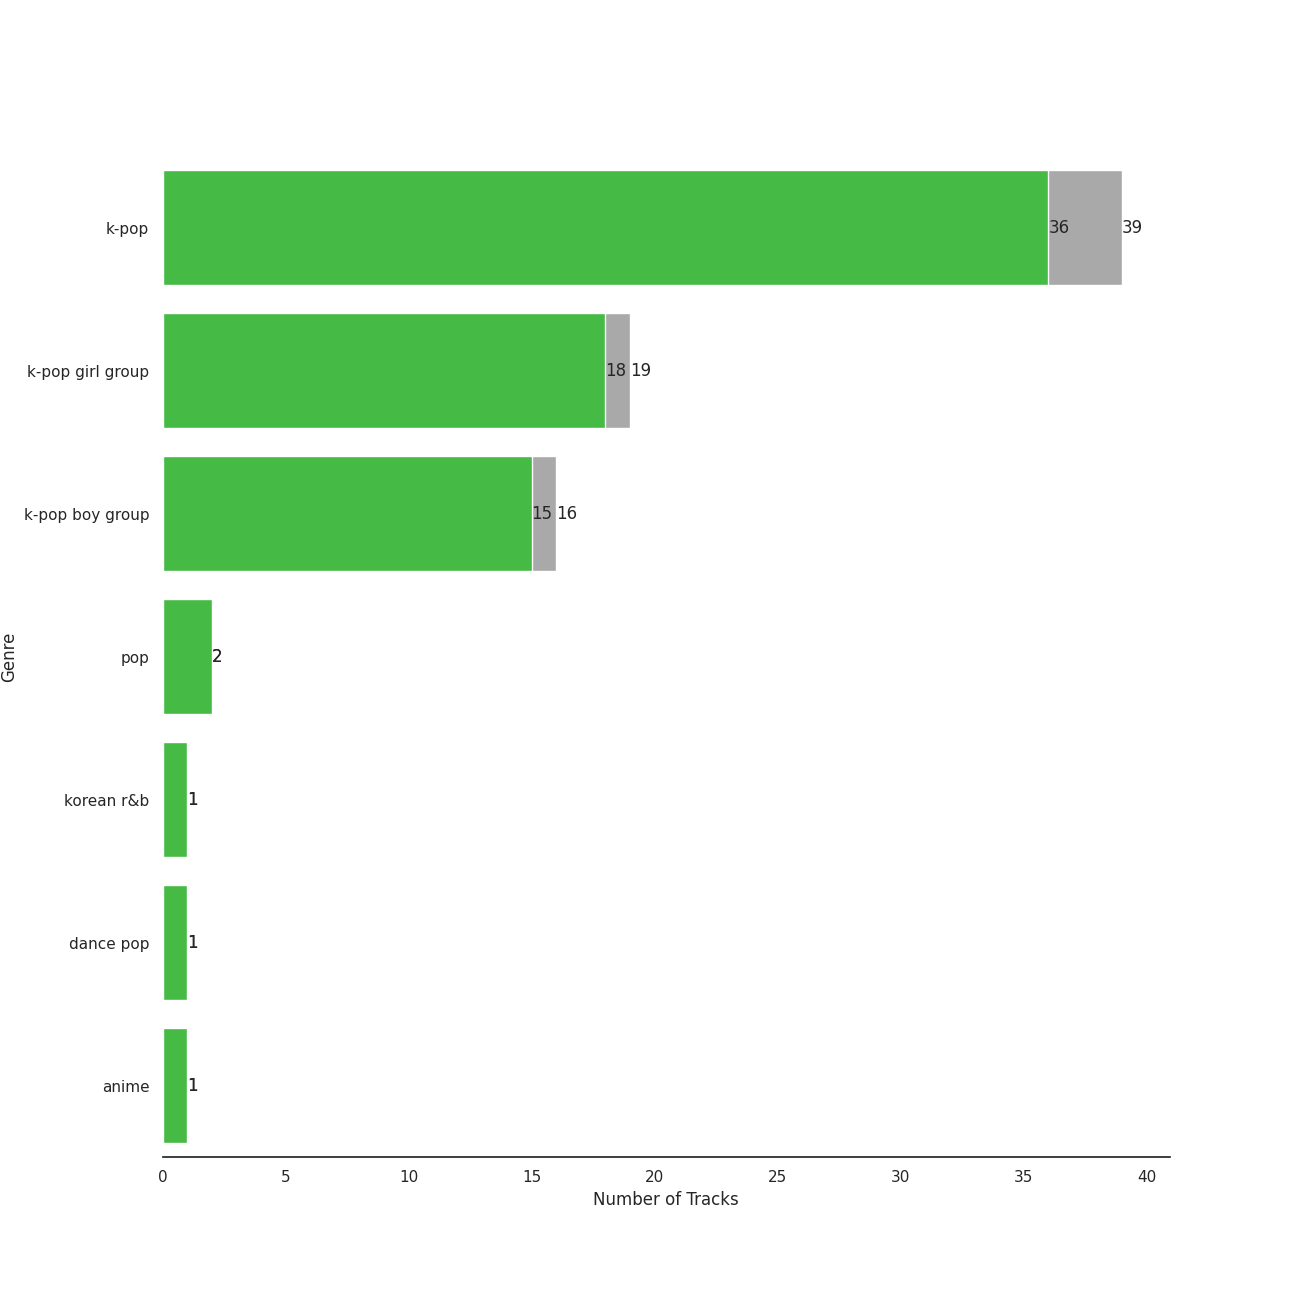 k-pop 36 39
k-pop girl group 18 19
k-pop boy group 15 16
pop 2
korean r&b 1
dance pop 1
anime 1
Genre
0 5 10 15 20 25 30 35 40
Number of Tracks